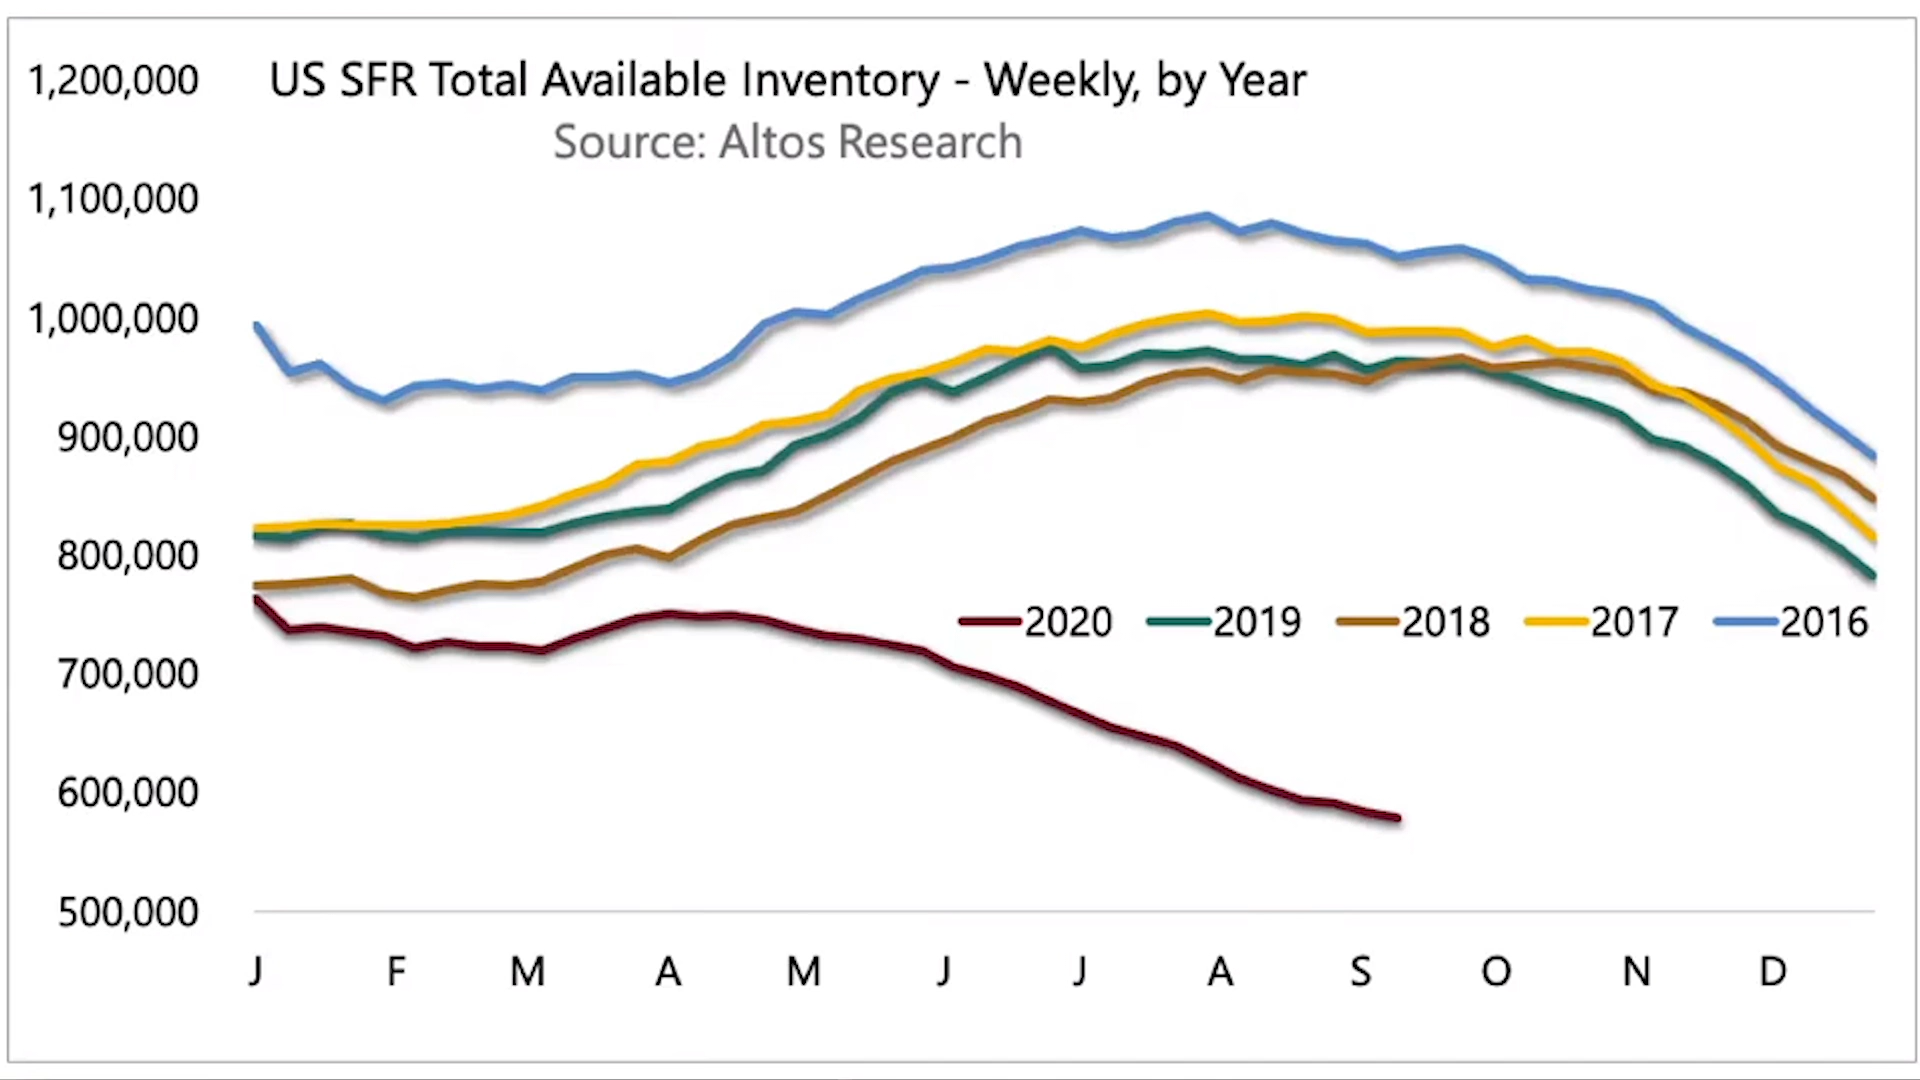 US SFR Total Available Inventory - Weekly, by Year
Source: Altos Research
1,200,000
1,100,000
1,000,000
900,000
800,000
700,000
600,000
500,000
2020 2019 2018 2017 2016
J F M A M J J A S O N D